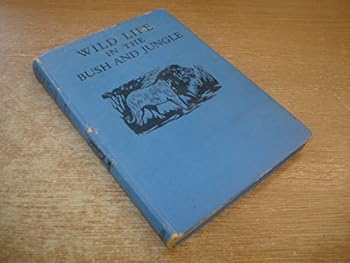 WILD LIFE
IN THE
BUSH AND JUNGLE